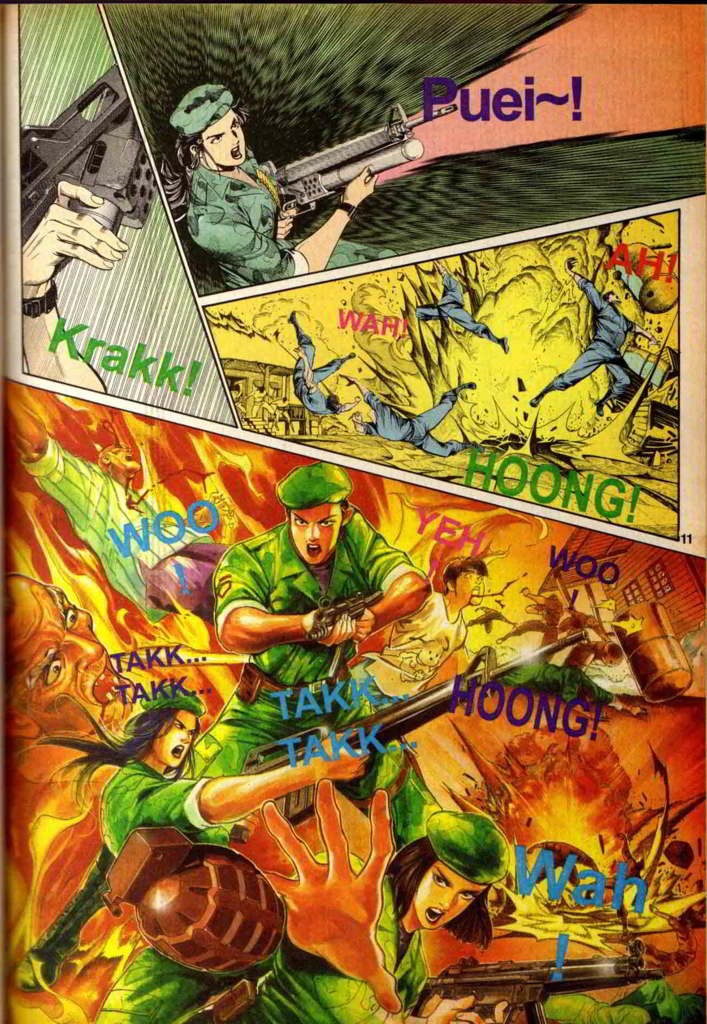 Puei~!
Krakk!
WAH!
AH!
HOONG!
11
WOO
!
YEH
!
WOO
!
TAKK...
TAKK...
TAKK...
TAKK...
HOONG!
Wah
!